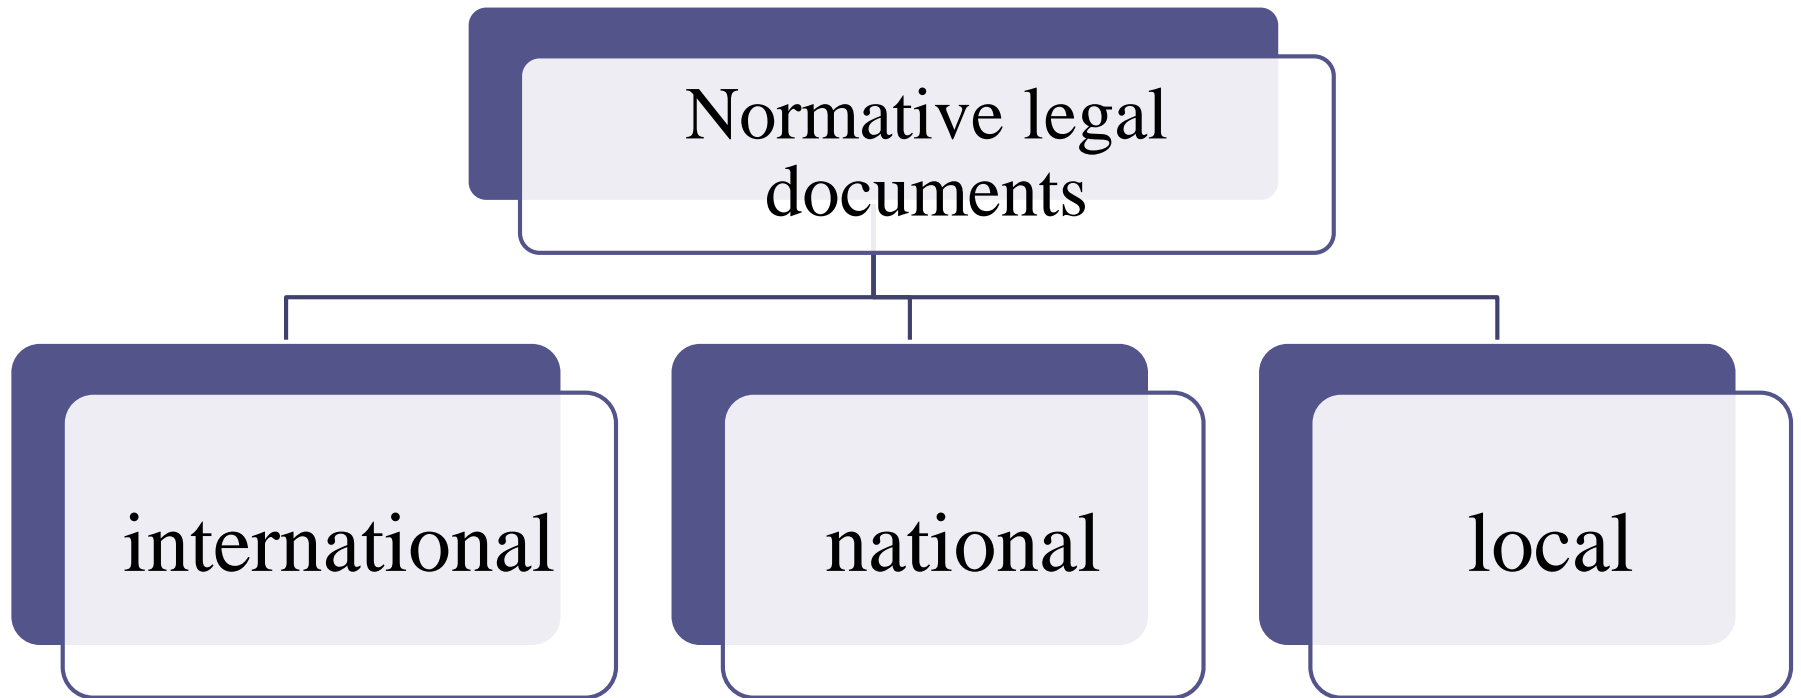 Normative legal
documents
international
national
local